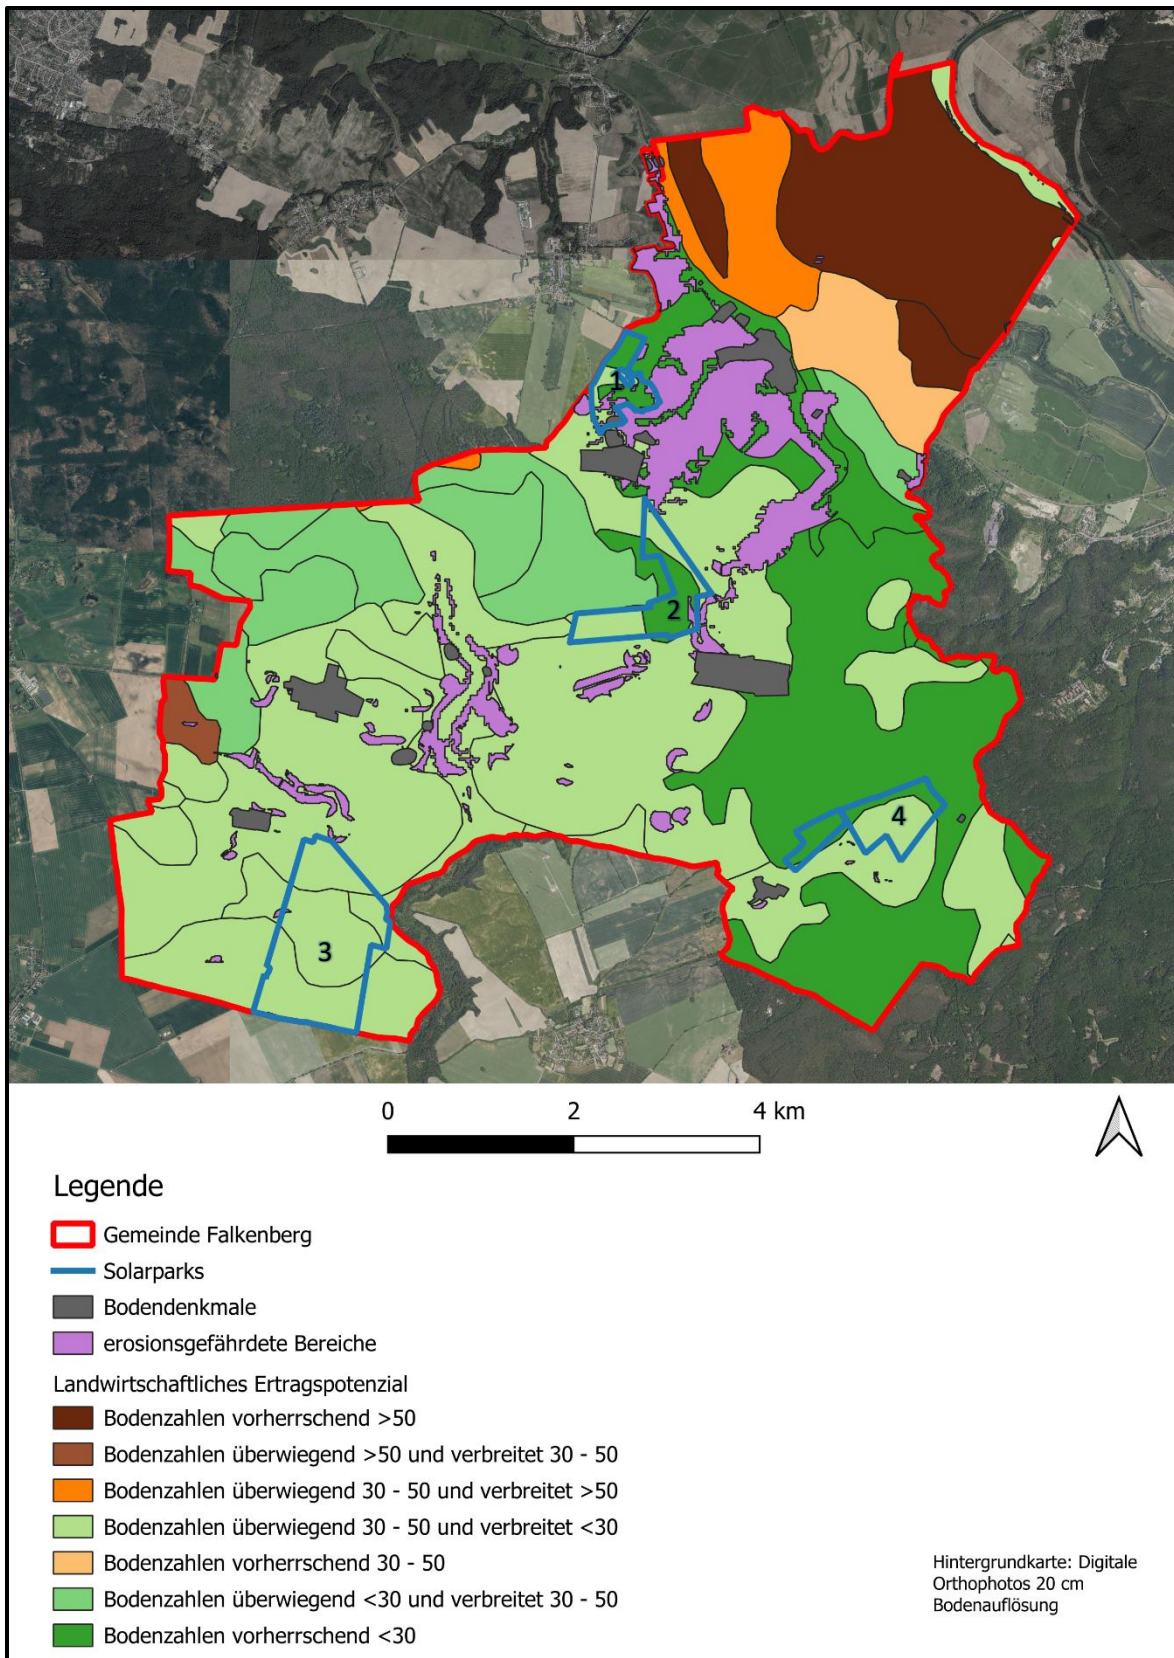 1
2
3
4
0 2 4 km
Legende
Gemeinde Falkenberg
Solarparks
Bodendenkmale
erosionsgefährdete Bereiche
Landwirtschaftliches Ertragspotenzial
Bodenzahlen vorherrschend >50
Bodenzahlen überwiegend >50 und verbreitet 30 - 50
Bodenzahlen überwiegend 30 - 50 und verbreitet >50
Bodenzahlen überwiegend 30 - 50 und verbreitet <30
Bodenzahlen vorherrschend 30 - 50
Bodenzahlen überwiegend <30 und verbreitet 30 - 50
Bodenzahlen vorherrschend <30
Hintergrundkarte: Digitale
Orthophotos 20 cm
Bodenauflösung